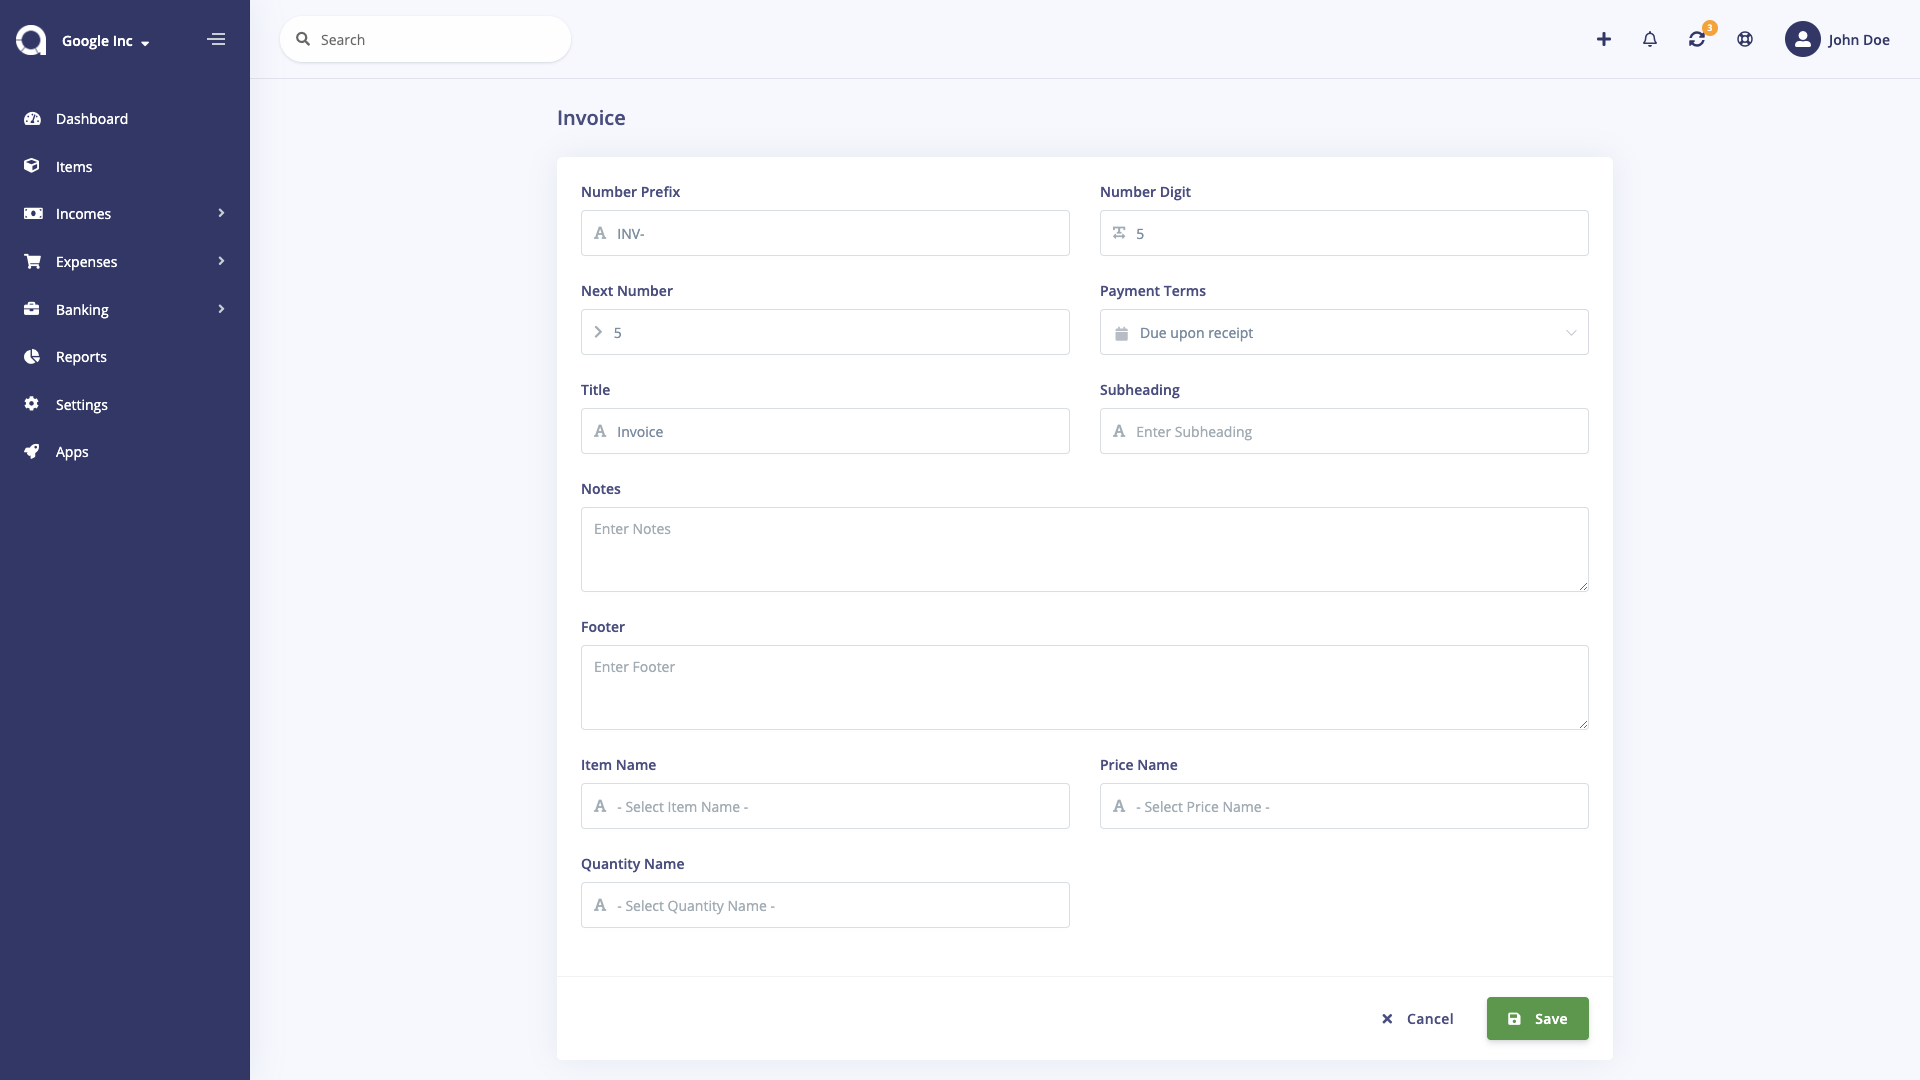 Google Inc
Search
3
John Doe
Dashboard
Items
Incomes
Expenses
Banking
Reports
Settings
Apps
Invoice
Number Prefix
INV-
Number Digit
5
Next Number
5
Payment Terms
Due upon receipt
Title
Invoice
Subheading
Enter Subheading
Notes
Enter Notes
Footer
Enter Footer
Item Name
- Select Item Name -
Price Name
- Select Price Name -
Quantity Name
- Select Quantity Name -
Cancel
Save